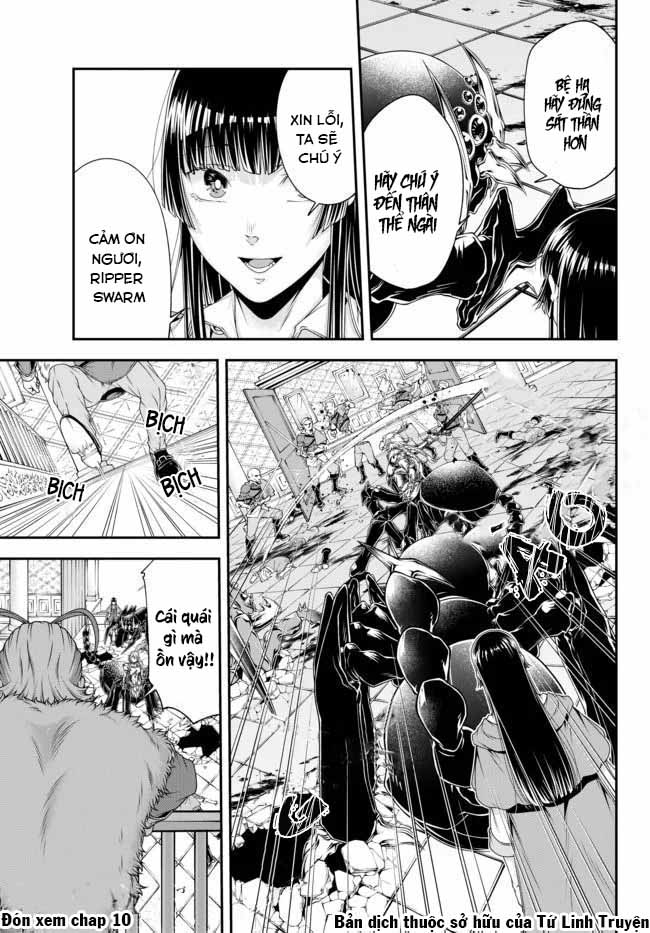 BỆ HẠ
HÃY ĐỪNG
SÁT THÂN
HƠN
HÃY CHÚ Ý
ĐẾN THÂN
THỂ NGÀI
XIN LỖI,
TA SẼ
CHÚ Ý
CẢM ƠN
NGƯƠI,
RIPPER
SWARM
BỊCH
BỊCH
BỊCH
Cái quái
gì mà
ồn vậy!!
Đón xem chap 10
Bản dịch thuộc sở hữu của Tứ Linh Truyện